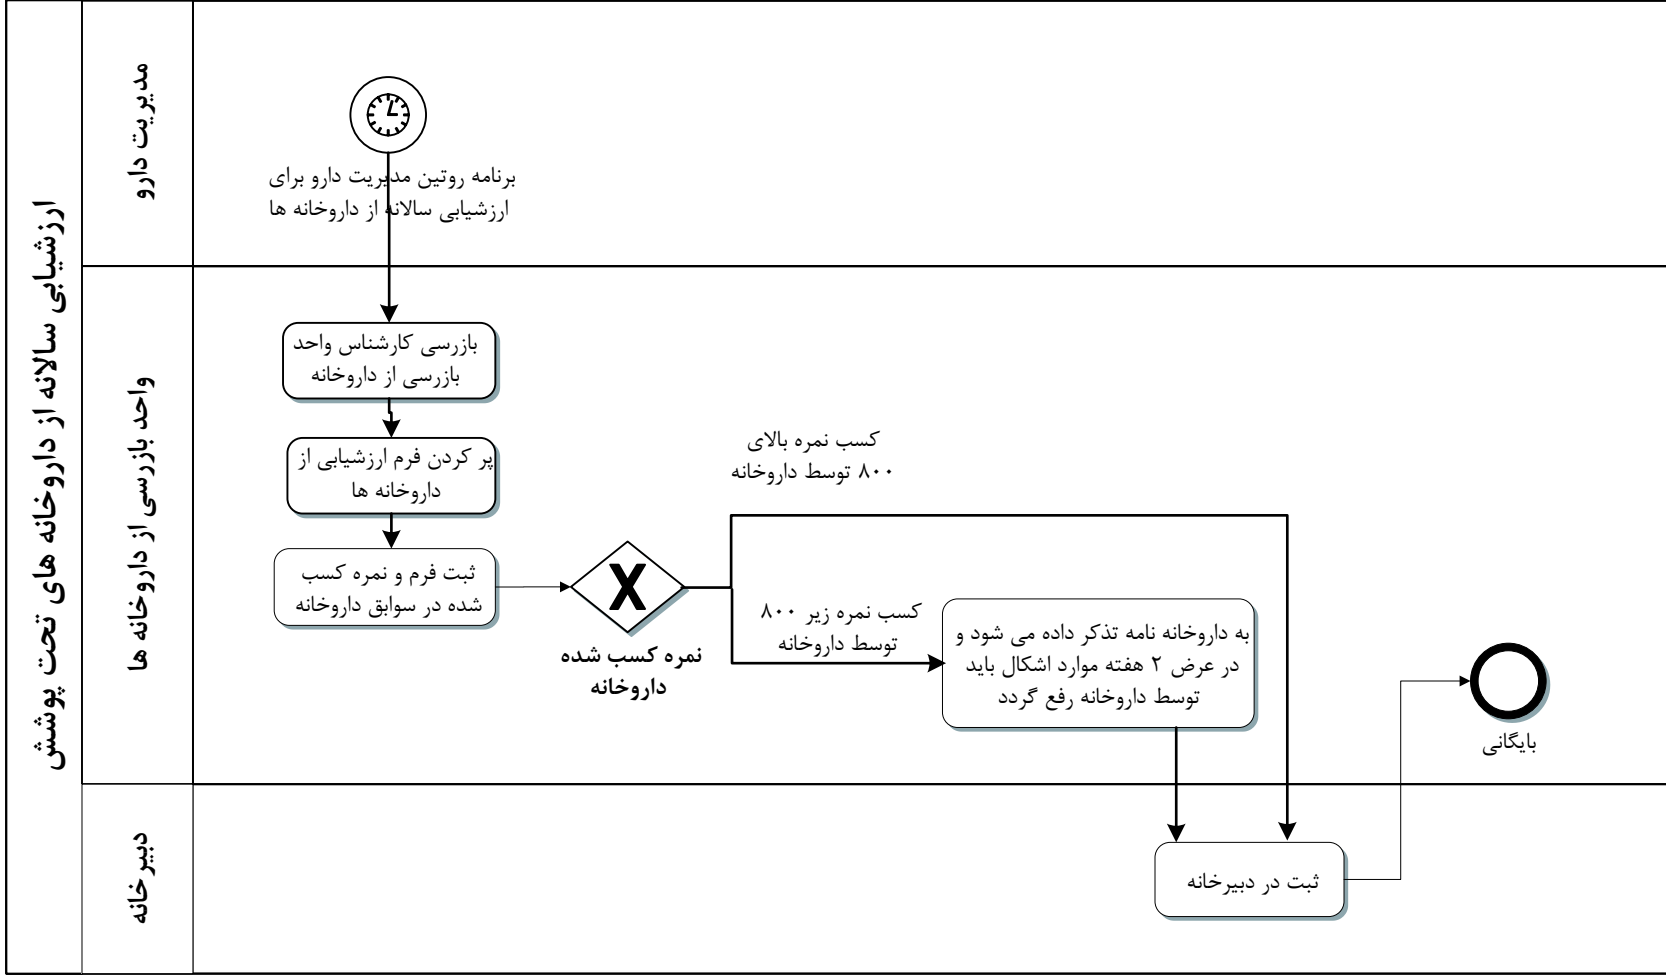 ارزشیابی سالانه از داروخانه های تحت پوشش
مدیریت دارو
برنامه روتین مدیریت دارو برای
ارزشیابی سالانه از داروخانه ها
واحد بازرسی از داروخانه ها
بازرسی کارشناس واحد
بازرسی از داروخانه
پر کردن فرم ارزشیابی از
داروخانه ها
ثبت فرم و نمره کسب
شده در سوابق داروخانه
X
نمره کسب شده
داروخانه
کسب نمره بالای
۸۰۰ توسط داروخانه
کسب نمره زیر ۸۰۰
توسط داروخانه
به داروخانه نامه تذکر داده می شود و
در عرض ۲ هفته موارد اشکال باید
توسط داروخانه رفع گردد
بایگانی
دبیرخانه
ثبت در دبیرخانه